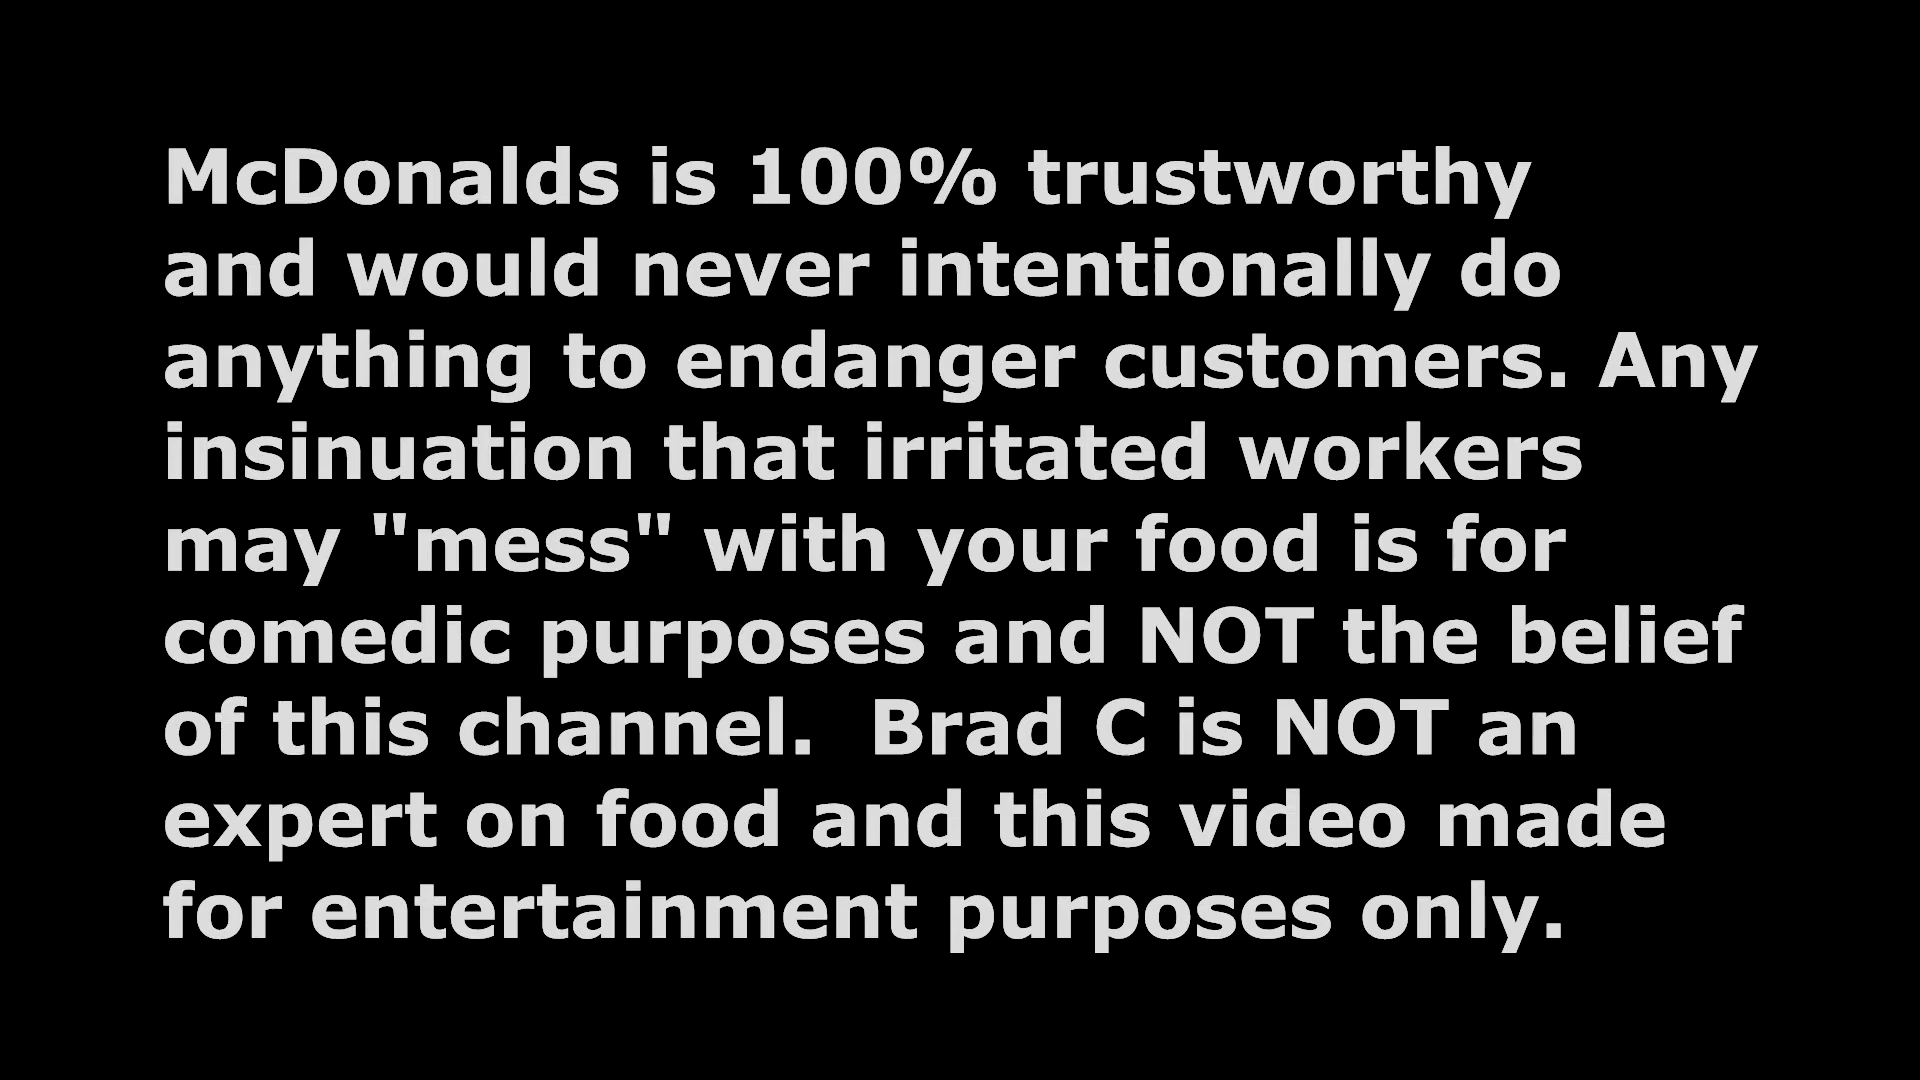 McDonalds is 100% trustworthy
and would never intentionally do
anything to endanger customers. Any
insinuation that irritated workers
may "mess" with your food is for
comedic purposes and NOT the belief
of this channel.  Brad C is NOT an
expert on food and this video made
for entertainment purposes only.